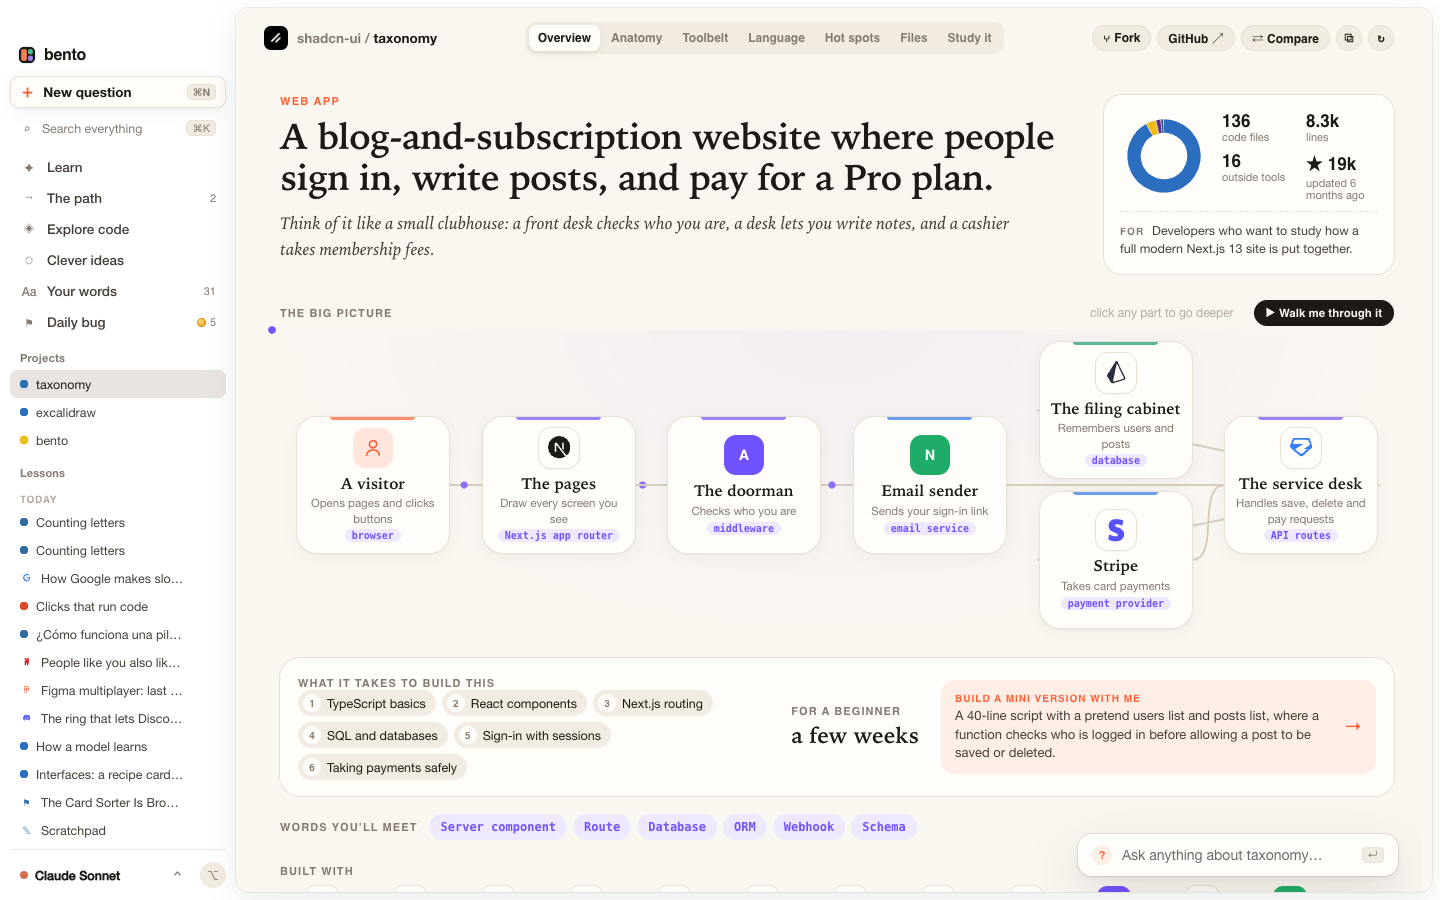 bento
New question ⌘N
Search everything ⌘K
Learn
The path 2
Explore code
Clever ideas
Aa Your words 31
Daily bug 5
Projects
taxonomy
excalidraw
bento
Lessons
TODAY
Counting letters
Counting letters
G How Google makes slo…
Clicks that run code
¿Cómo funciona una pil…
People like you also lik…
Figma multiplayer: last …
The ring that lets Disco…
How a model learns
Interfaces: a recipe card…
The Card Sorter Is Bro…
Scratchpad
Claude Sonnet
shadcn-ui / taxonomy
Overview Anatomy Toolbelt Language Hot spots Files Study it
Fork GitHub ↗ Compare
WEB APP
A blog-and-subscription website where people
sign in, write posts, and pay for a Pro plan.
Think of it like a small clubhouse: a front desk checks who you are, a desk lets you write notes, and a cashier
takes membership fees.
136
code files
8.3k
lines
16
outside tools
★ 19k
updated 6
months ago
FOR Developers who want to study how a
full modern Next.js 13 site is put together.
THE BIG PICTURE
click any part to go deeper
▶ Walk me through it
A visitor
Opens pages and clicks
buttons
browser
N
The pages
Draw every screen you
see
Next.js app router
A
The doorman
Checks who you are
middleware
N
Email sender
Sends your sign-in link
email service
The filing cabinet
Remembers users and
posts
database
S
Stripe
Takes card payments
payment provider
The service desk
Handles save, delete and
pay requests
API routes
WHAT IT TAKES TO BUILD THIS
1 TypeScript basics 2 React components 3 Next.js routing
4 SQL and databases 5 Sign-in with sessions
6 Taking payments safely
FOR A BEGINNER
a few weeks
BUILD A MINI VERSION WITH ME
A 40-line script with a pretend users list and posts list, where a
function checks who is logged in before allowing a post to be
saved or deleted.
→
WORDS YOU'LL MEET Server component Route Database ORM Webhook Schema
BUILT WITH
? Ask anything about taxonomy…